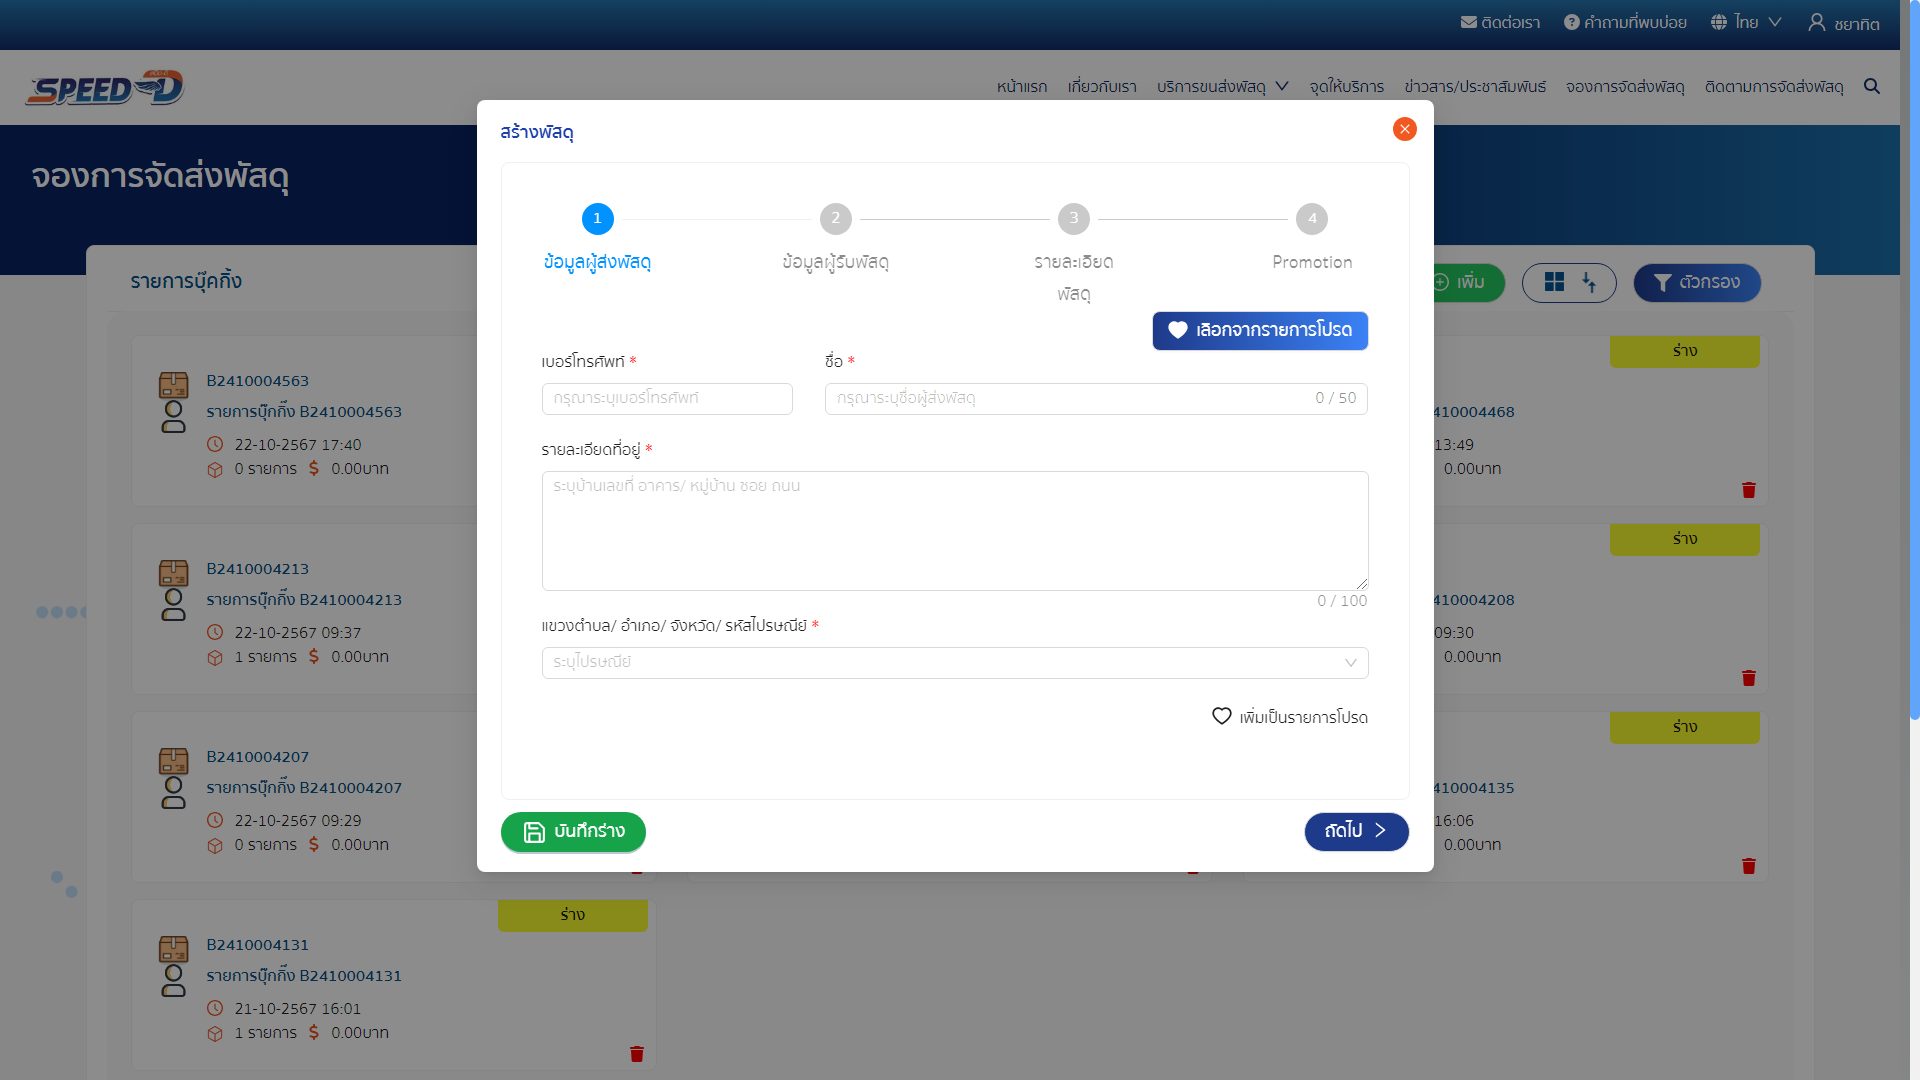 ติดต่อเรา คำถามที่พบบ่อย ไทย ชยาทิต
SPEED-D
หน้าแรก เกี่ยวกับเรา บริการขนส่งพัสดุ จุดให้บริการ ข่าวสาร/ประชาสัมพันธ์ จองการจัดส่งพัสดุ ติดตามการจัดส่งพัสดุ
จองการจัดส่งพัสดุ
สร้างพัสดุ
1 2 3 4
ข้อมูลผู้ส่งพัสดุ ข้อมูลผู้รับพัสดุ รายละเอียด Promotion
พัสดุ
เลือกจากรายการโปรด
เบอร์โทรศัพท์ * ชื่อ *
กรุณาระบุเบอร์โทรศัพท์ กรุณาระบุชื่อผู้ส่งพัสดุ 0 / 50
รายละเอียดที่อยู่ *
ระบุบ้านเลขที่ อาคาร/ หมู่บ้าน ซอย ถนน
0 / 100
แขวงตำบล/ อำเภอ/ จังหวัด/ รหัสไปรษณีย์ *
ระบุไปรษณีย์
เพิ่มเป็นรายการโปรด
บันทึกร่าง ถัดไป
รายการบุ๊คกิ้ง เพิ่ม ตัวกรอง
B2410004563
รายการบุ๊กกิ้ง B2410004563
22-10-2567 17:40
0 รายการ $ 0.00บาท
ร่าง
410004468
13:49
0.00บาท
B2410004213
รายการบุ๊กกิ้ง B2410004213
22-10-2567 09:37
1 รายการ $ 0.00บาท
ร่าง
410004208
09:30
0.00บาท
B2410004207
รายการบุ๊กกิ้ง B2410004207
22-10-2567 09:29
0 รายการ $ 0.00บาท
ร่าง
410004135
16:06
0.00บาท
ร่าง
B2410004131
รายการบุ๊กกิ้ง B2410004131
21-10-2567 16:01
1 รายการ $ 0.00บาท